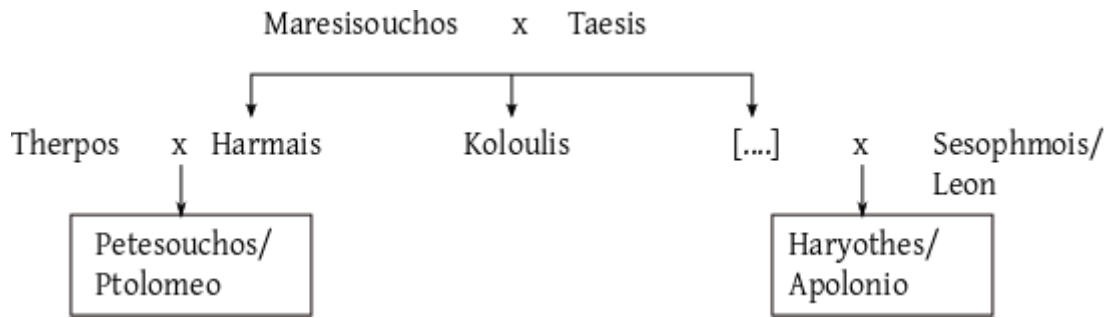 Maresisouchos x Taesis
Therpos x Harmais Koloulis [....] x Sesophmois/
Leon
Petesouchos/
Ptolomeo
Haryothes/
Apolonio